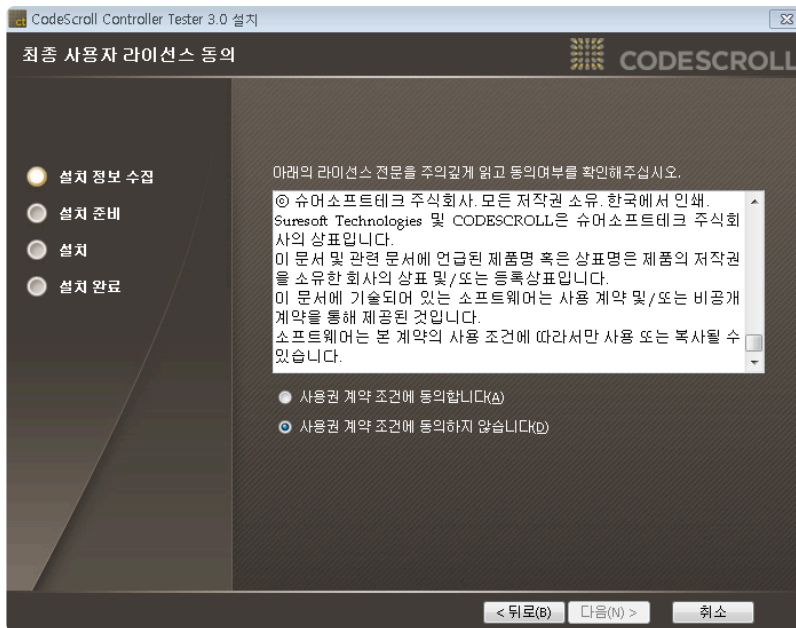 CodeScroll Controller Tester 3.0 설치
최종 사용자 라이선스 동의
CODESCROLL
설치 정보 수집
설치 준비
설치
설치 완료
아래의 라이선스 전문을 주의깊게 읽고 동의여부를 확인해주십시오.
© 슈어소프트테크 주식회사. 모든 저작권 소유. 한국에서 인쇄.
Suresoft Technologies 및 CODESCROLL은 슈어소프트테크 주식회
사의 상표입니다.
이 문서 및 관련 문서에 언급된 제품명 혹은 상표명은 제품의 저작권
을 소유한 회사의 상표 및/또는 등록상표입니다.
이 문서에 기술되어 있는 소프트웨어는 사용 계약 및/또는 비공개
계약을 통해 제공된 것입니다.
소프트웨어는 본 계약의 사용 조건에 따라서만 사용 또는 복사될 수
있습니다.
사용권 계약 조건에 동의합니다(A)
사용권 계약 조건에 동의하지 않습니다(D)
< 뒤로(B) 다음(N) > 취소